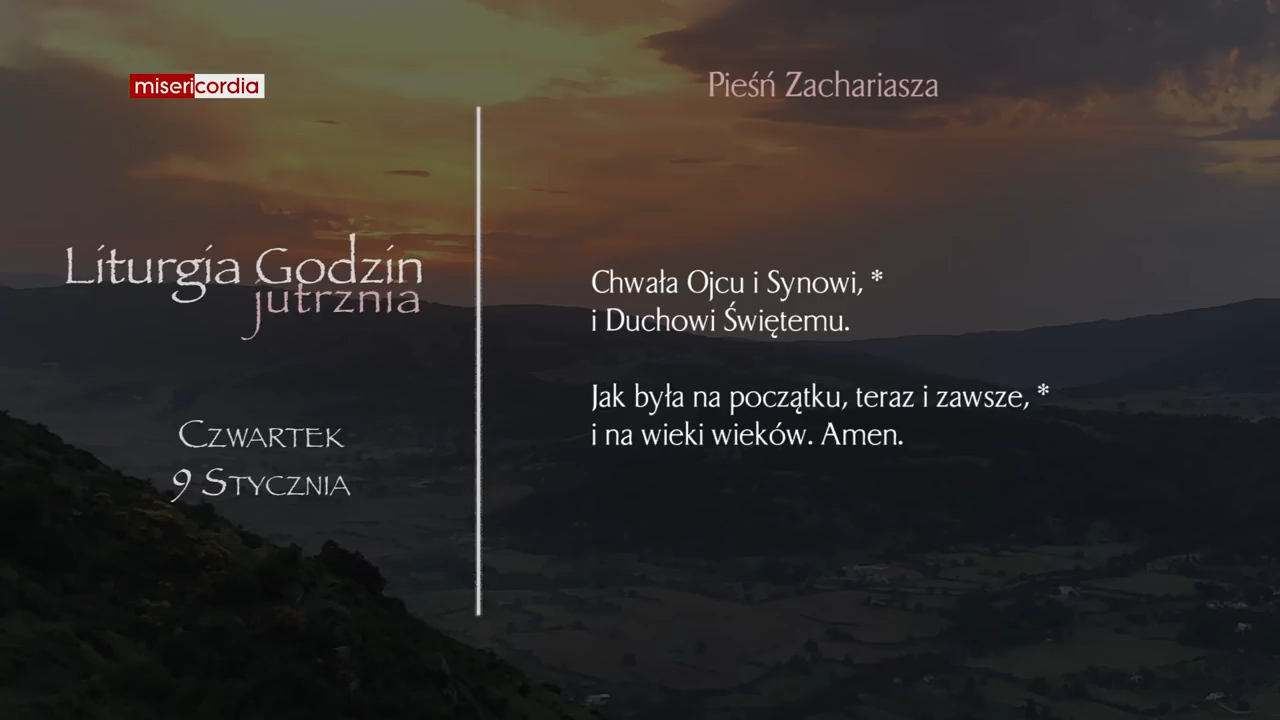 misericordia
Liturgia Godzin
jutrznia
Czwartek
9 Stycznia
Pieśń Zachariasza
Chwała Ojcu i Synowi, *
i Duchowi Świętemu.
Jak była na początku, teraz i zawsze, *
i na wieki wieków. Amen.